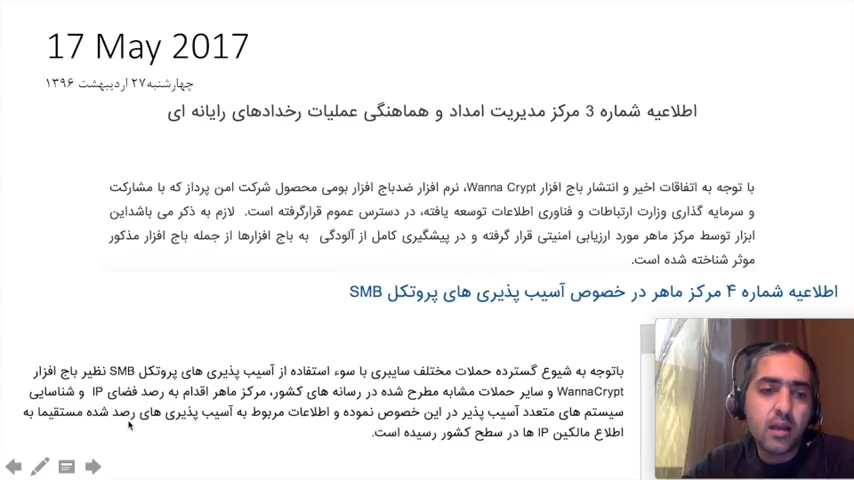 17 May 2017
چهارشنبه۲۷ اردیبهشت ۱۳۹۶
اطلاعیه شماره 3 مرکز مدیریت امداد و هماهنگی عملیات رخدادهای رایانه ای
با توجه به اتفاقات اخیر و انتشار باج افزار Wanna Crypt، نرم افزار ضدباج افزار بومی محصول شرکت امن پرداز که با مشارکت
و سرمایه گذاری وزارت ارتباطات و فناوری اطلاعات توسعه یافته، در دسترس عموم قرارگرفته است. لازم به ذکر می باشداین
ابزار توسط مرکز ماهر مورد ارزیابی امنیتی قرار گرفته و در پیشگیری کامل از آلودگی به باج افزارها از جمله باج افزار مذکور
موثر شناخته شده است.
اطلاعیه شماره ۴ مرکز ماهر در خصوص آسیب پذیری های پروتکل SMB
باتوجه به شیوع گسترده حملات مختلف سایبری با سوء استفاده از آسیب پذیری های پروتکل SMB نظیر باج افزار
WannaCrypt و سایر حملات مشابه مطرح شده در رسانه های کشور، مرکز ماهر اقدام به رصد فضای IP و شناسایی
سیستم های متعدد آسیب پذیر در این خصوص نموده و اطلاعات مربوط به آسیب پذیری های رصد شده مستقیما به
اطلاع مالکین IP ها در سطح کشور رسیده است.